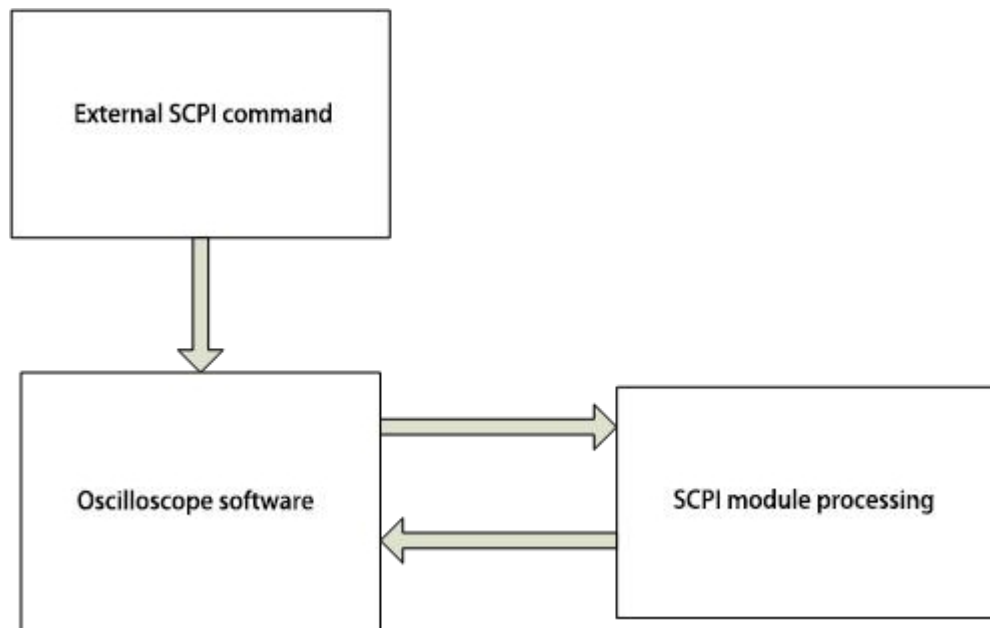 External SCPI command
Oscilloscope software
SCPI module processing